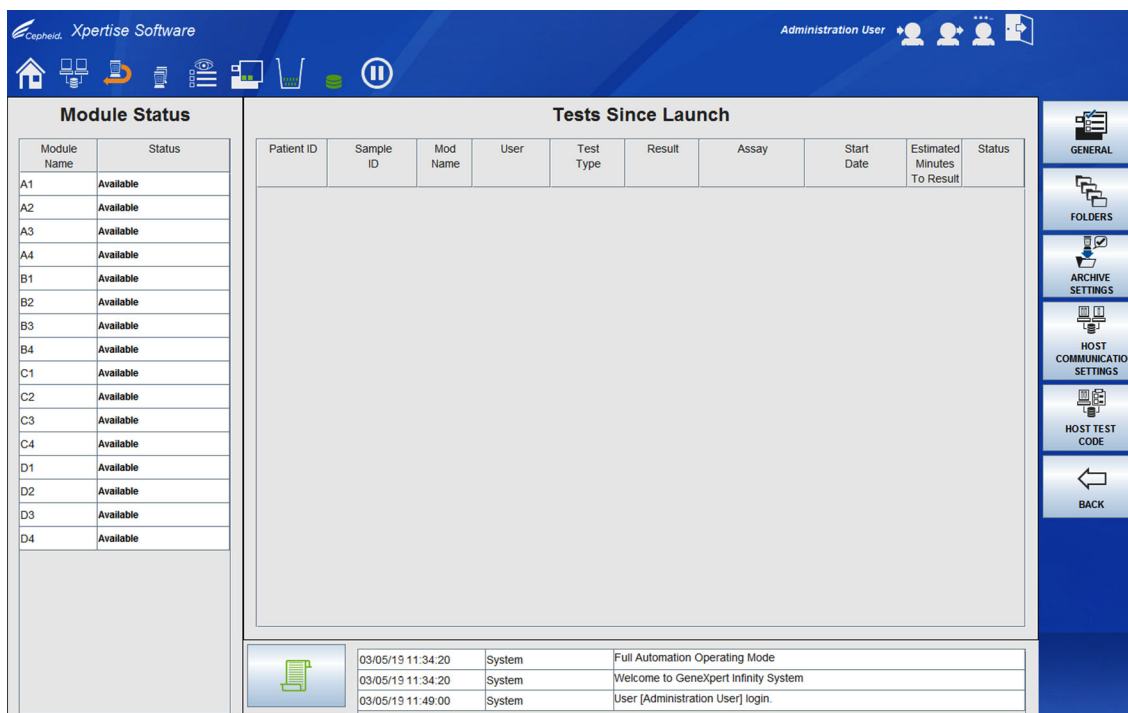 Cepheid. Xpertise Software
Administration User
Module Status
Module Name
Status
A1 Available
A2 Available
A3 Available
A4 Available
B1 Available
B2 Available
B3 Available
B4 Available
C1 Available
C2 Available
C3 Available
C4 Available
D1 Available
D2 Available
D3 Available
D4 Available
Tests Since Launch
Patient ID
Sample
ID
Mod
Name
User
Test
Type
Result
Assay
Start
Date
Estimated
Minutes
To Result
Status
03/05/19 11:34:20 System Full Automation Operating Mode
03/05/19 11:34:20 System Welcome to GeneXpert Infinity System
03/05/19 11:49:00 System User [Administration User] login.
GENERAL
FOLDERS
ARCHIVE
SETTINGS
HOST
COMMUNICATIO
SETTINGS
HOST TEST
CODE
BACK